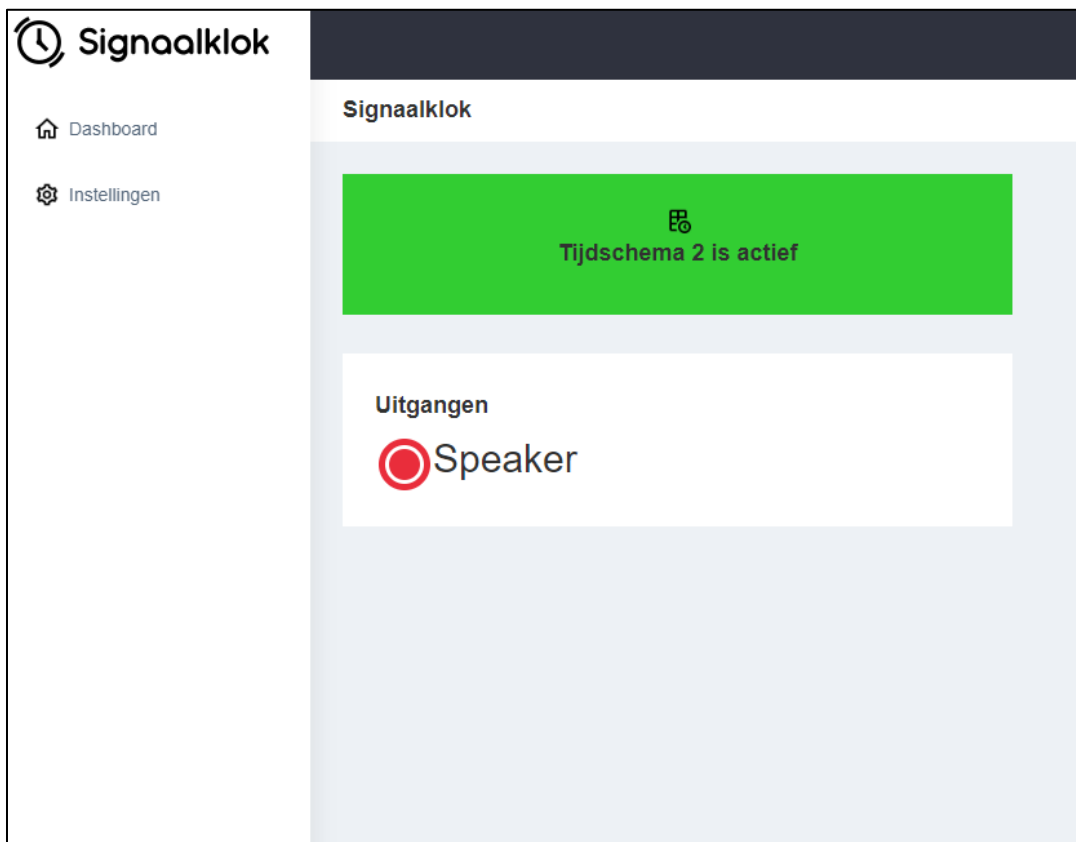 Signaalklok
Dashboard
Instellingen
Signaalklok
Tijdschema 2 is actief
Uitgangen
Speaker